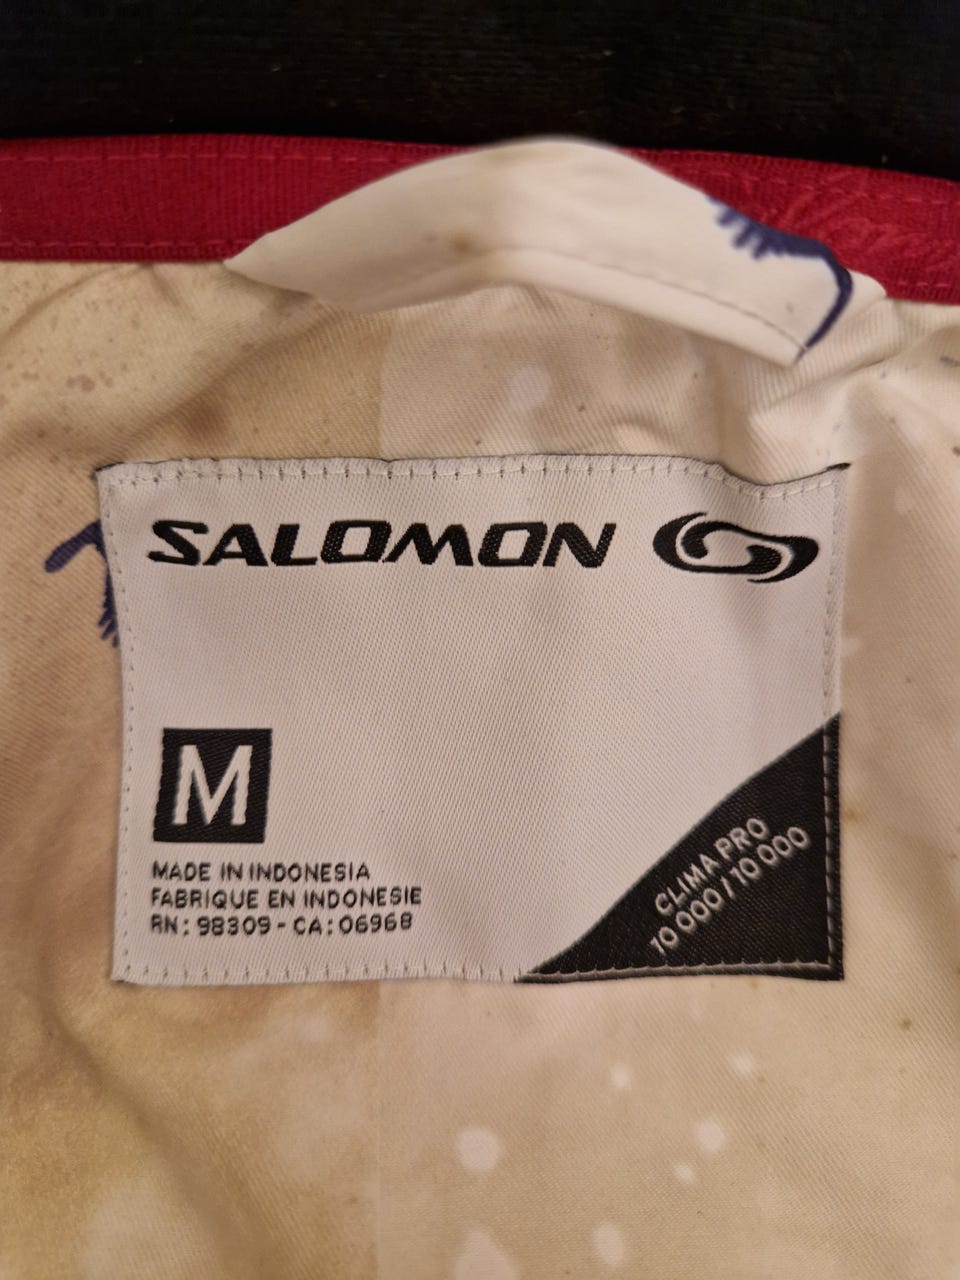 SALOMON
M
MADE IN INDONESIA
FABRIQUE EN INDONESIE
RN: 98309 - CA: 06968
CLIMA PRO
10 000 / 10 000